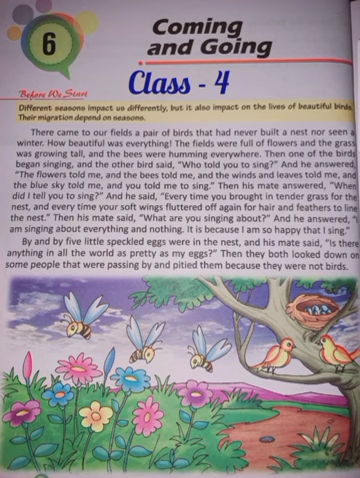 6
Coming
and Going
Class - 4
Before We Start
Different seasons impact us differently, but it also impact on the lives of beautiful birds.
Their migration depend on seasons.
There came to our fields a pair of birds that had never built a nest nor seen a
winter. How beautiful was everything! The fields were full of flowers and the grass
was growing tall, and the bees were humming everywhere. Then one of the birds
began singing, and the other bird said, "Who told you to sing?" And he answered,
"The flowers told me, and the bees told me, and the winds and leaves told me, and
the blue sky told me, and you told me to sing." Then his mate answered, "When
did I tell you to sing?" And he said, "Every time you brought in tender grass for the
nest, and every time your soft wings fluttered off again for hair and feathers to line
the nest." Then his mate said, "What are you singing about?" And he answered, "I
am singing about everything and nothing. It is because I am so happy that I sing."
By and by five little speckled eggs were in the nest, and his mate said, "Is there
anything in all the world as pretty as my eggs?" Then they both looked down on
some people that were passing by and pitied them because they were not birds.